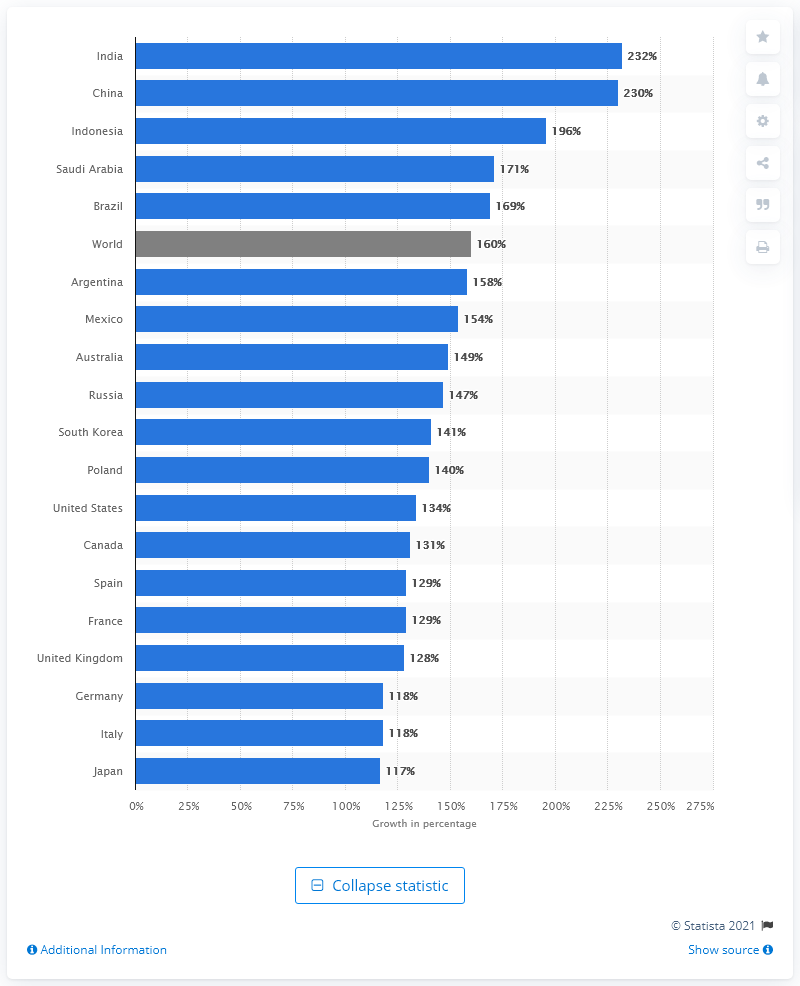 India 232%
China 230%
Indonesia 196%
Saudi Arabia 171%
Brazil 169%
World 160%
Argentina 158%
Mexico 154%
Australia 149%
Russia 147%
South Korea 141%
Poland 140%
United States 134%
Canada 131%
Spain 129%
France 129%
United Kingdom 128%
Germany 118%
Italy 118%
Japan 117%
0% 25% 50% 75% 100% 125% 150% 175% 200% 225% 250% 275%
Growth in percentage
Collapse statistic
© Statista 2021
Additional Information Show source